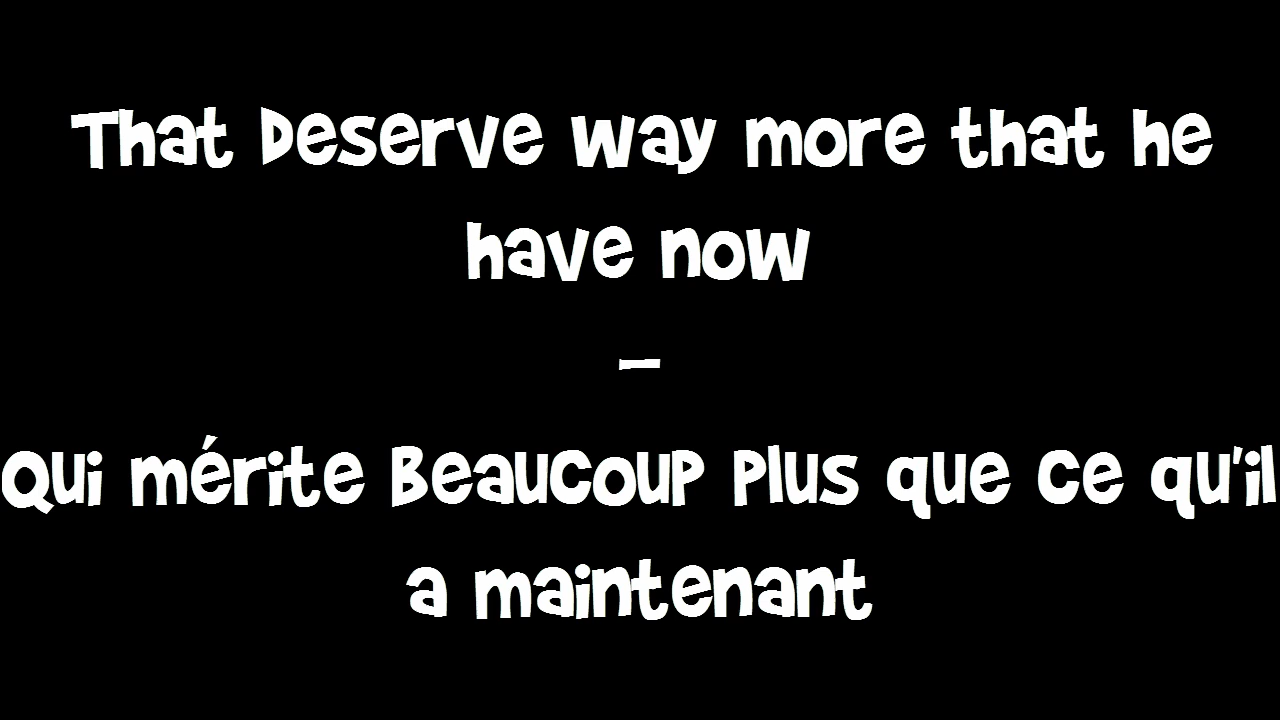 That Deserve way more that he
have now
-
Qui mérite Beaucoup Plus que ce qu'il
a maintenant